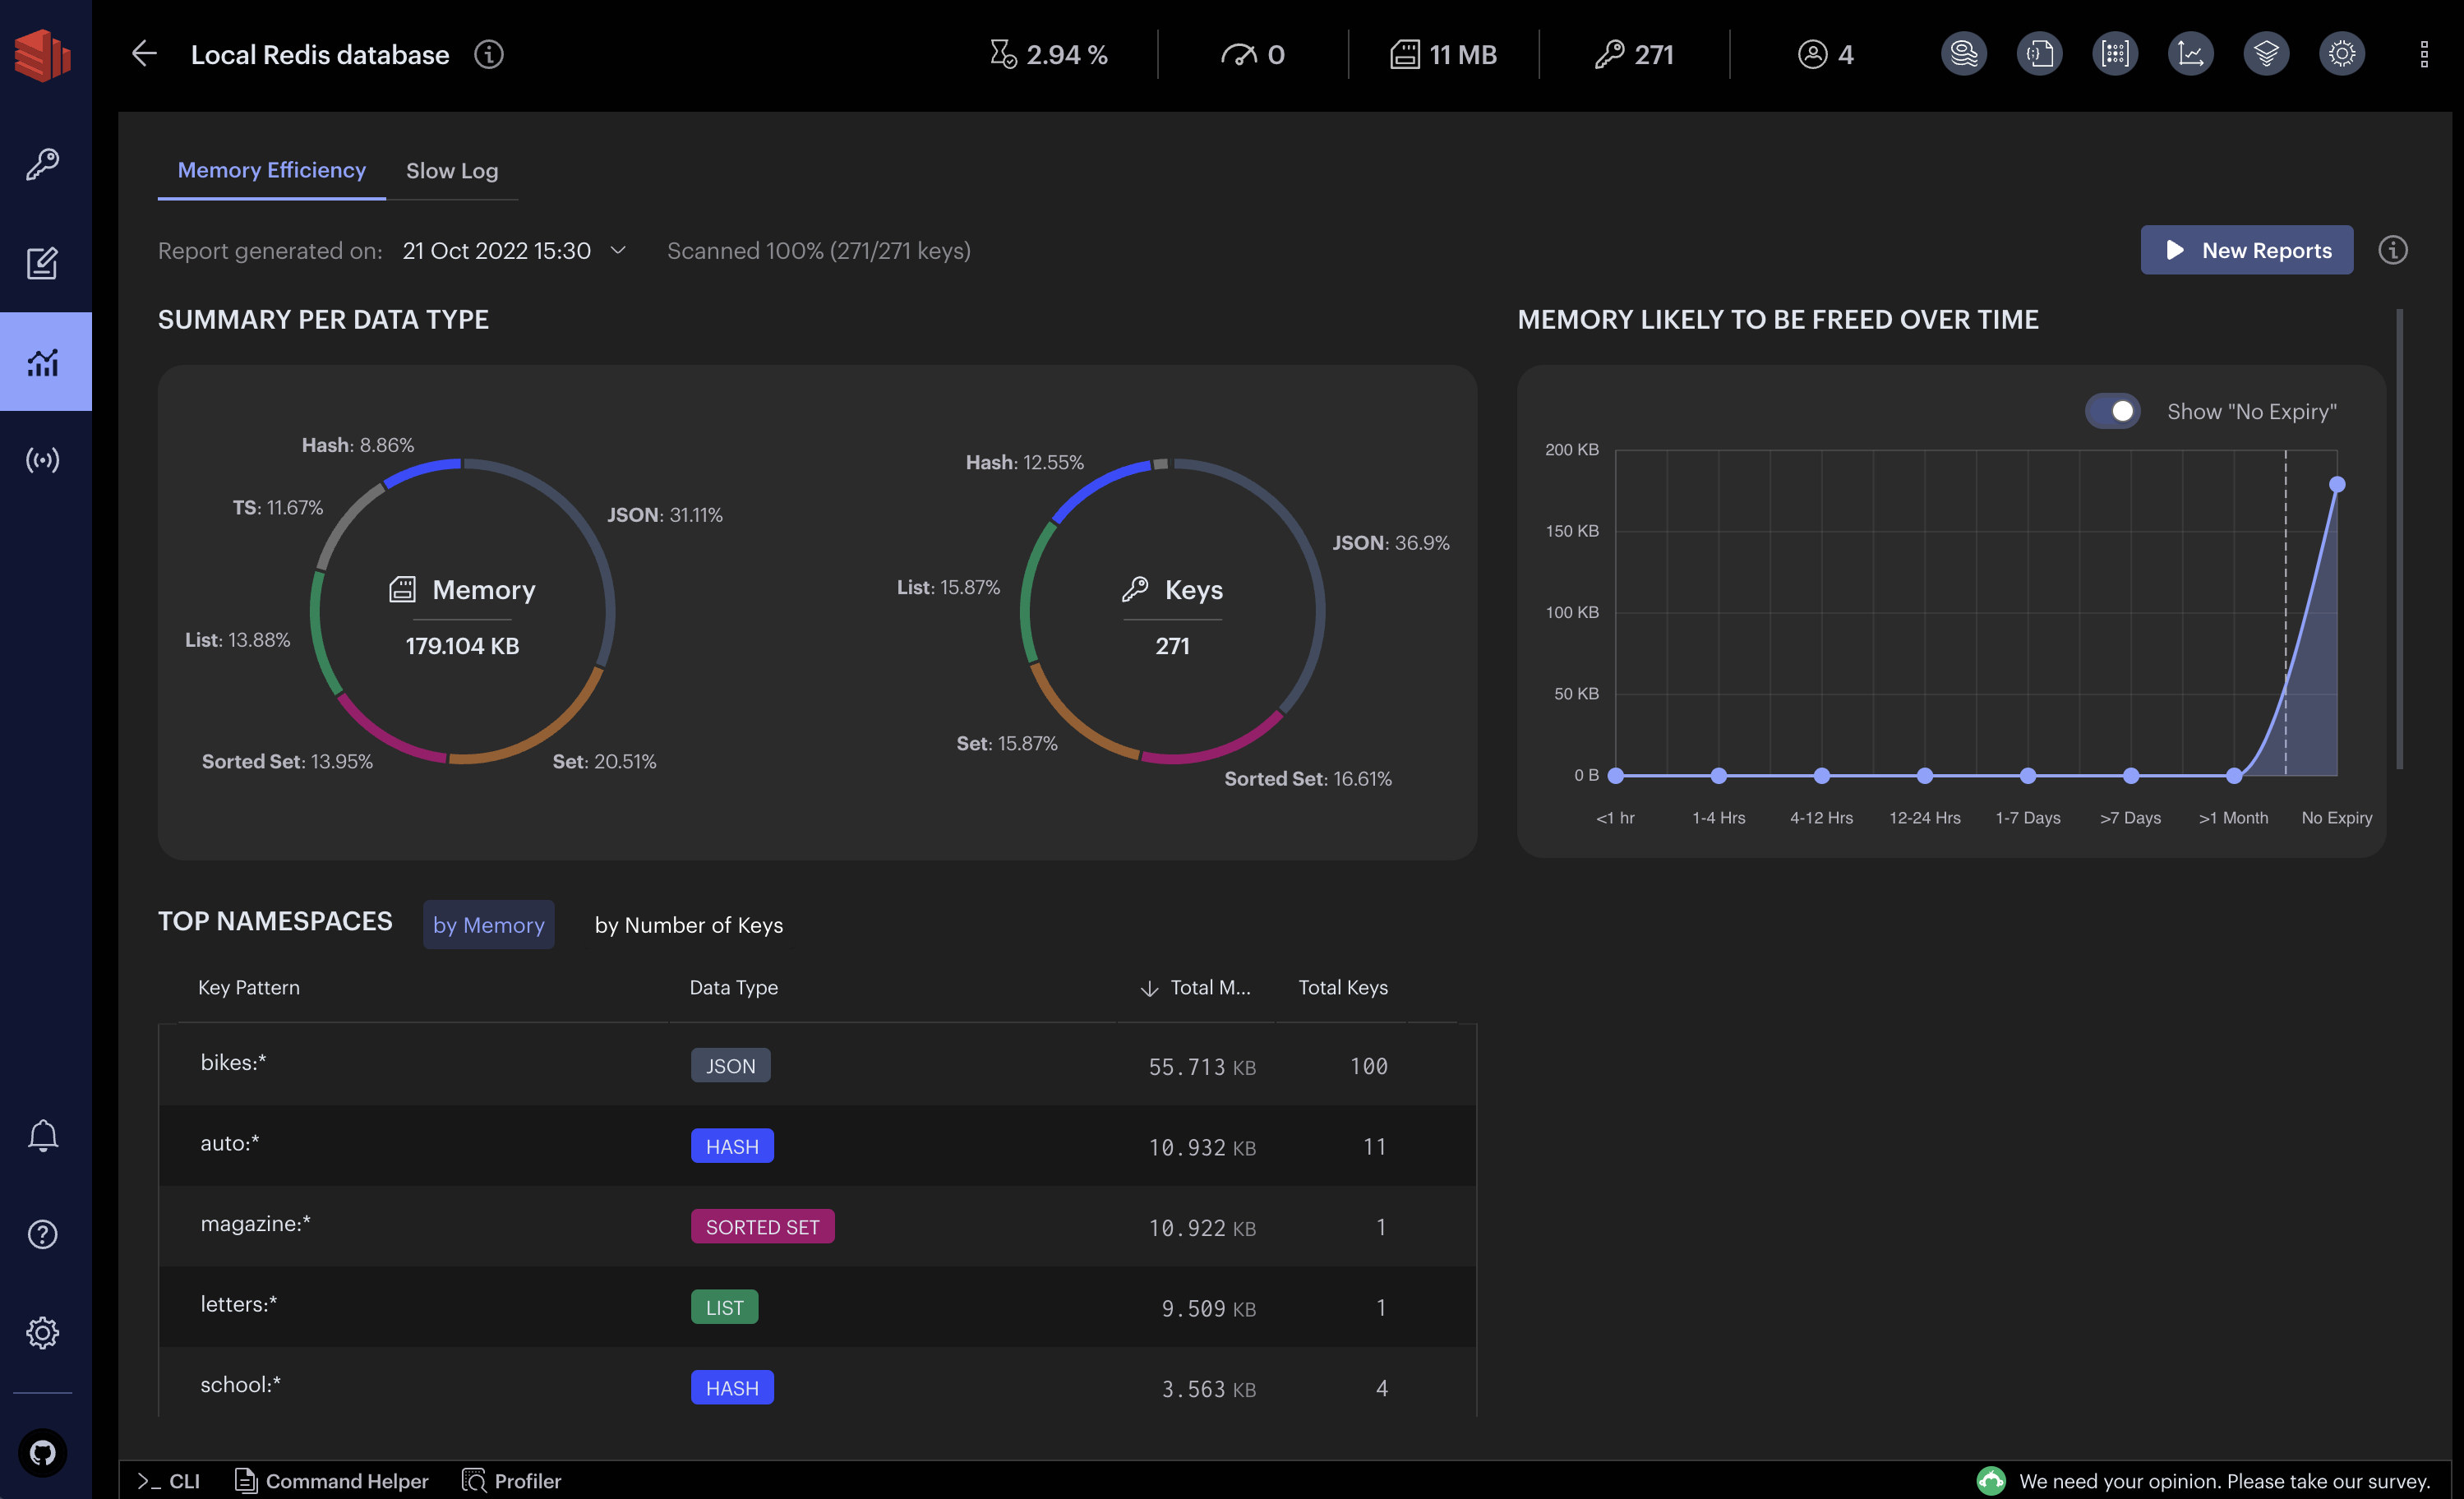 Local Redis database
2.94 %
0
11 MB
271
4
Memory Efficiency
Slow Log
Report generated on: 21 Oct 2022 15:30
Scanned 100% (271/271 keys)
New Reports
SUMMARY PER DATA TYPE
Hash: 8.86%
TS: 11.67%
JSON: 31.11%
Memory
179.104 KB
List: 13.88%
Sorted Set: 13.95%
Set: 20.51%
Hash: 12.55%
JSON: 36.9%
List: 15.87%
Keys
271
Set: 15.87%
Sorted Set: 16.61%
MEMORY LIKELY TO BE FREED OVER TIME
Show "No Expiry"
200 KB
150 KB
100 KB
50 KB
0 B
<1 hr
1-4 Hrs
4-12 Hrs
12-24 Hrs
1-7 Days
>7 Days
>1 Month
No Expiry
TOP NAMESPACES
by Memory
by Number of Keys
Key Pattern Data Type Total M... Total Keys
bikes:* JSON 55.713 KB 100
auto:* HASH 10.932 KB 11
magazine:* SORTED SET 10.922 KB 1
letters:* LIST 9.509 KB 1
school:* HASH 3.563 KB 4
>_ CLI
Command Helper
Profiler
We need your opinion. Please take our survey.